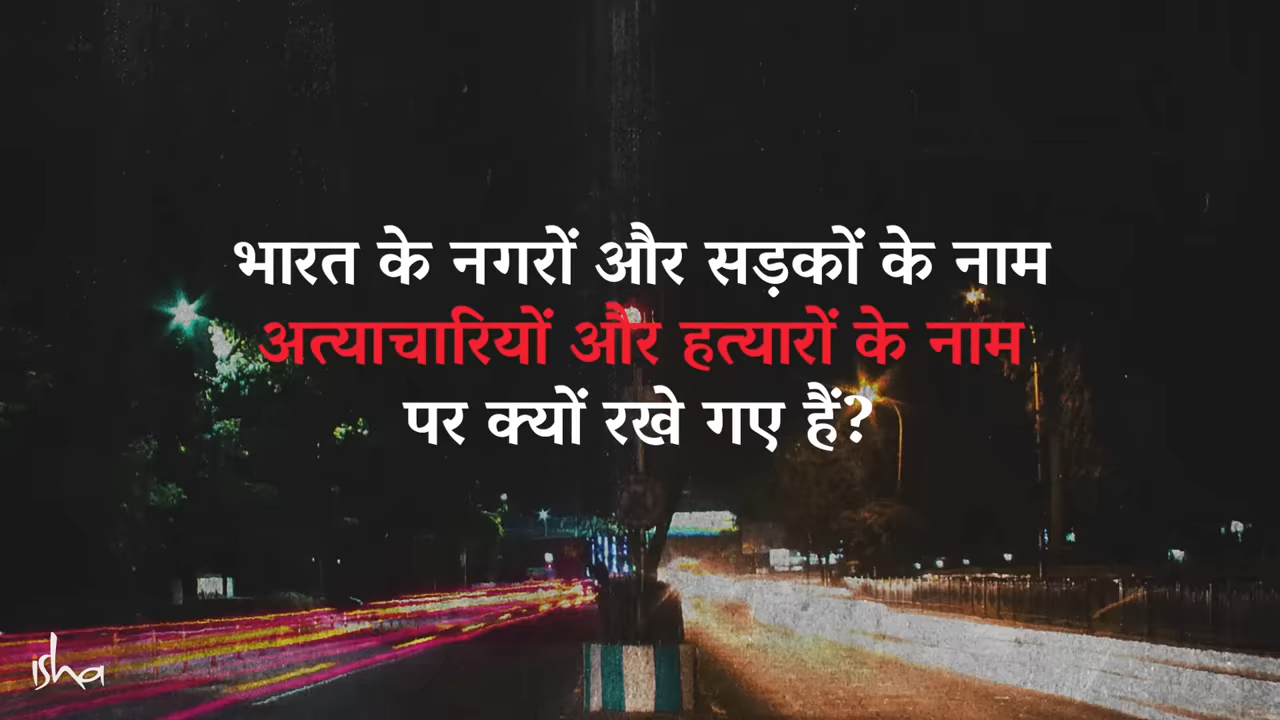 भारत के नगरों और सड़कों के नाम
अत्याचारियों और हत्यारों के नाम
पर क्यों रखे गए हैं?
isha